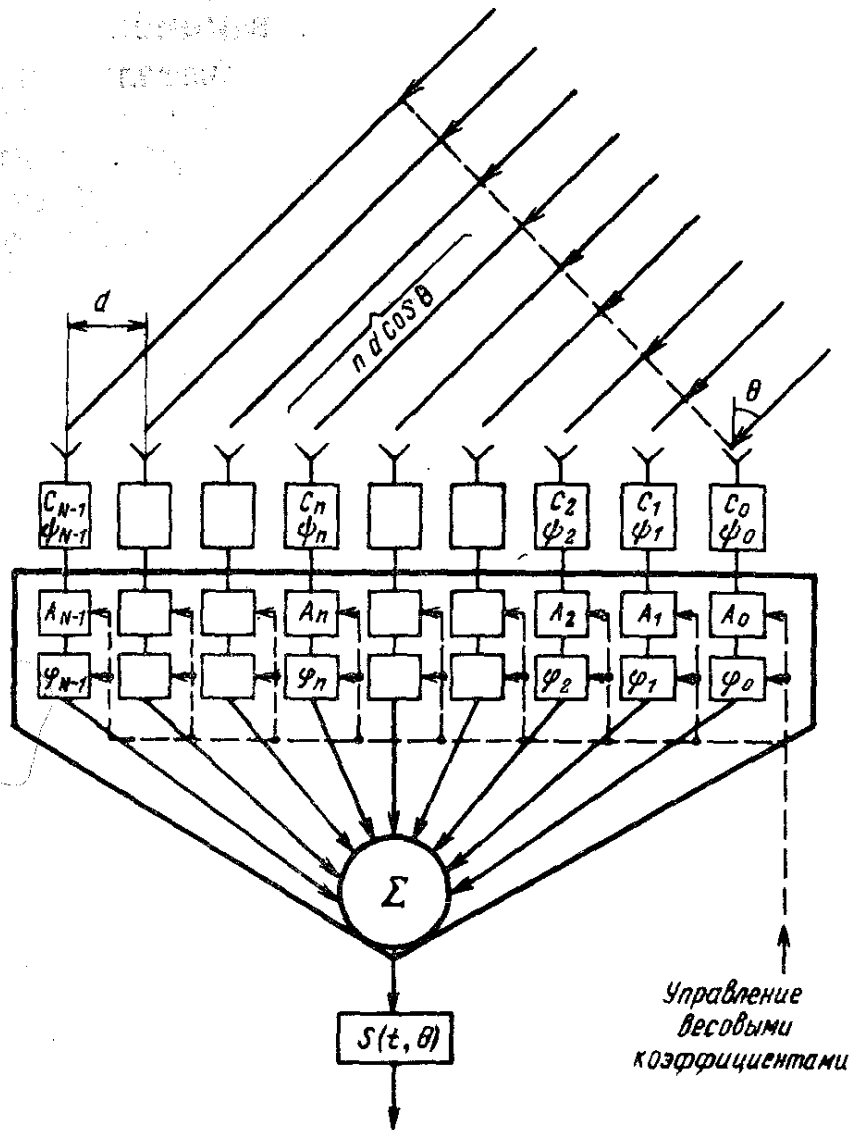 d
n d cos θ
θ
C_{N-1} C_n C_2 C_1 C_0
ψ_{N-1} ψ_n ψ_2 ψ_1 ψ_0
A_{N-1} A_n A_2 A_1 A_0
φ_{N-1} φ_n φ_2 φ_1 φ_0
Σ
S(t, θ)
Управление
весовыми
коэффициентами